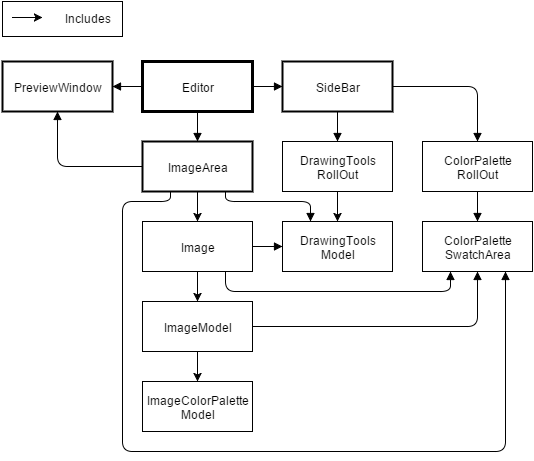 Includes
PreviewWindow
Editor
SideBar
ImageArea
DrawingTools
RollOut
ColorPalette
RollOut
Image
DrawingTools
Model
ColorPalette
SwatchArea
ImageModel
ImageColorPalette
Model